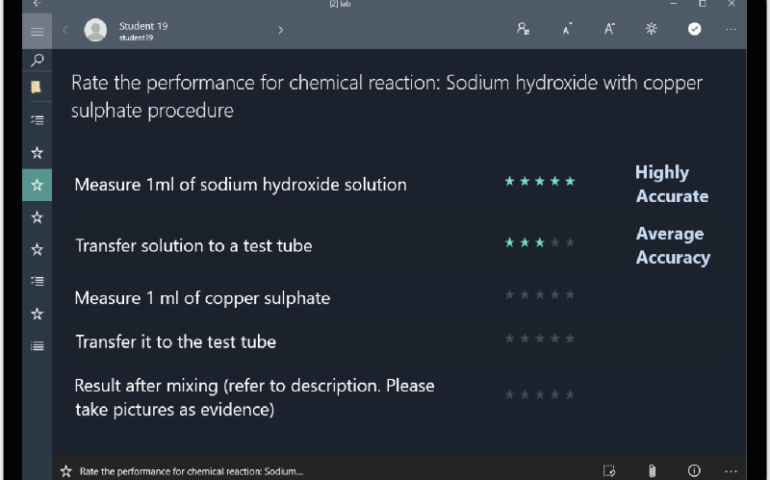 [2] lab
Student 19
student19
Rate the performance for chemical reaction: Sodium hydroxide with copper
sulphate procedure
Measure 1ml of sodium hydroxide solution
Highly
Accurate
Transfer solution to a test tube
Average
Accuracy
Measure 1 ml of copper sulphate
Transfer it to the test tube
Result after mixing (refer to description. Please
take pictures as evidence)
Rate the performance for chemical reaction: Sodium...